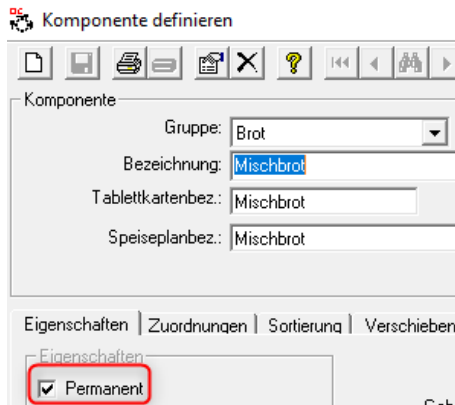 Komponente definieren
Komponente
Gruppe: Brot
Bezeichnung: Mischbrot
Tablettkartenbez.: Mischbrot
Speiseplanbez.: Mischbrot
Eigenschaften Zuordnungen Sortierung Verschieben
Eigenschaften
Permanent